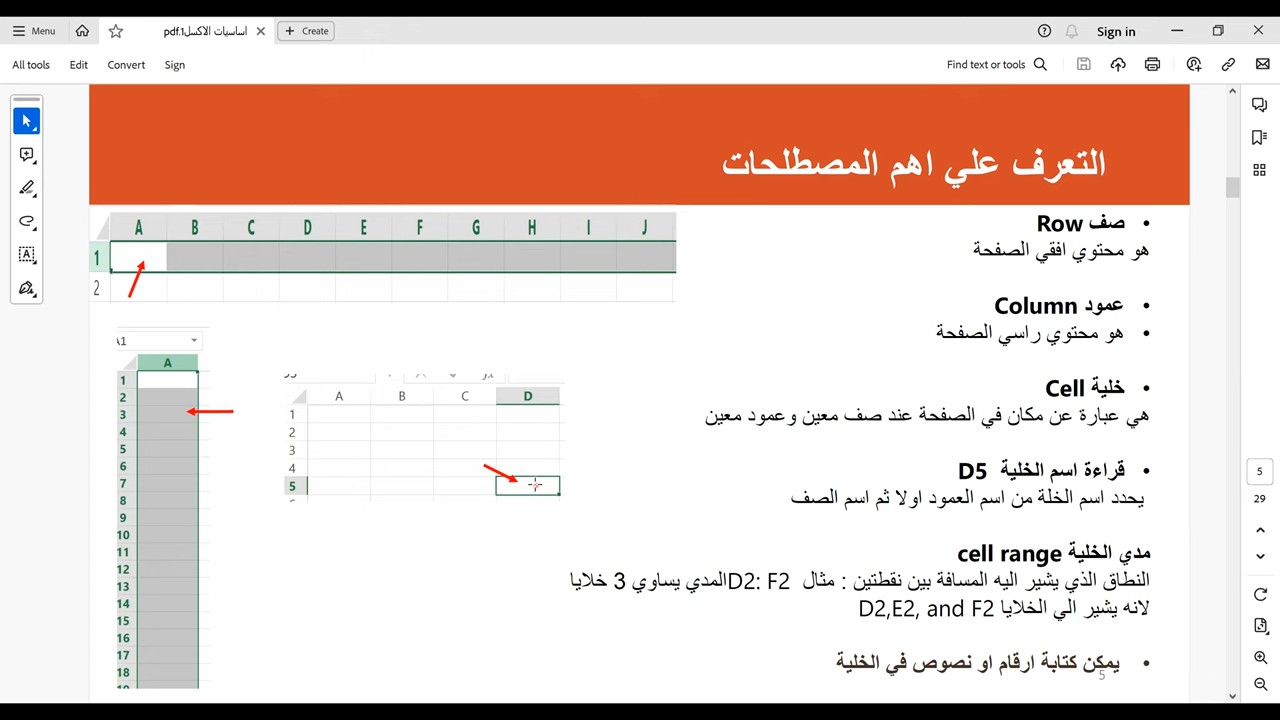 Menu
اساسيات الاكسل1.pdf
Create
Sign in
All tools
Edit
Convert
Sign
Find text or tools
التعرف علي اهم المصطلحات
• صف Row
هو محتوي افقي الصفحة
• عمود Column
• هو محتوي راسي الصفحة
• خلية Cell
هي عبارة عن مكان في الصفحة عند صف معين وعمود معين
• قراءة اسم الخلية D5
يحدد اسم الخلة من اسم العمود اولا ثم اسم الصف
مدي الخلية cell range
النطاق الذي يشير اليه المسافة بين نقطتين : مثال D2: F2المدي يساوي 3 خلايا
لانه يشير الي الخلايا D2,E2, and F2
• يمكن كتابة ارقام او نصوص في الخلية
5
A B C D E F G H I J
1
2
A1
A
1
2
3
4
5
6
7
8
9
10
11
12
13
14
15
16
17
18
A B C D
1
2
3
4
5
5
29